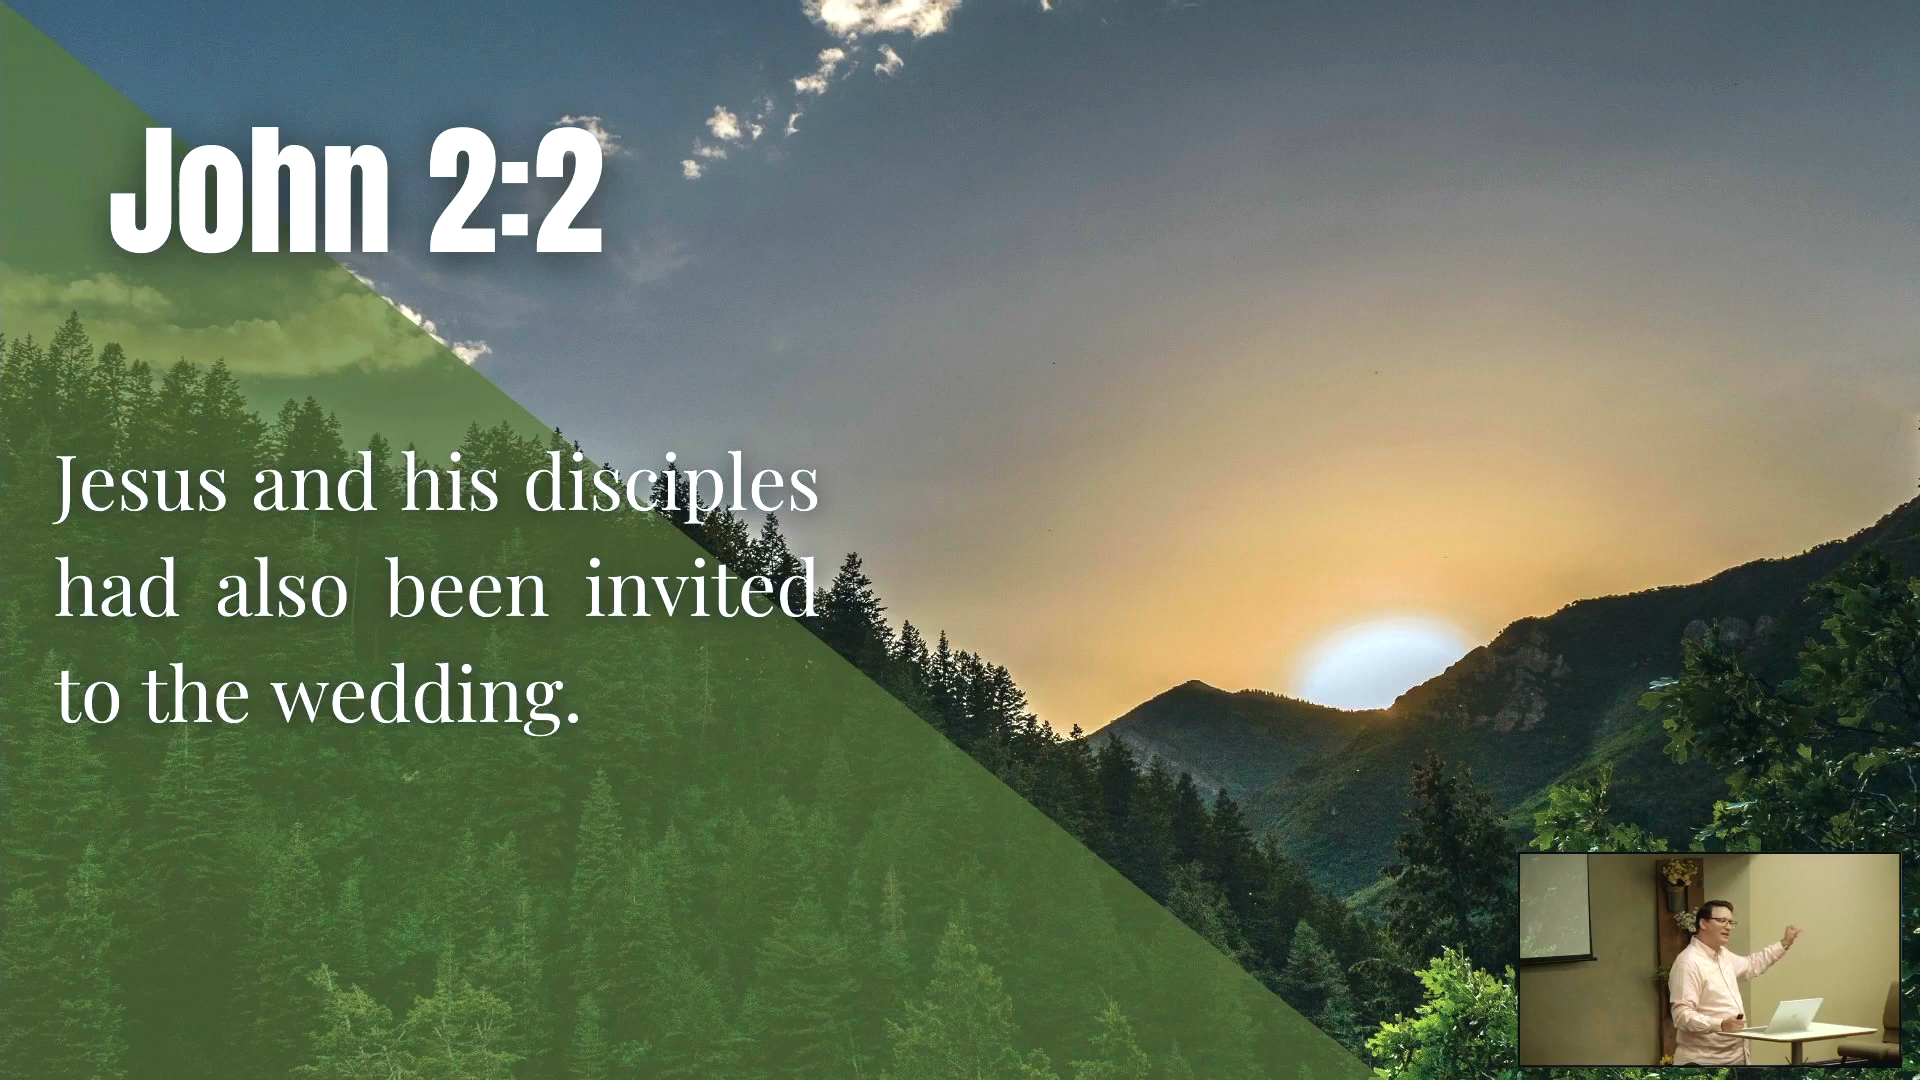 John 2:2
Jesus and his disciples
had also been invited
to the wedding.